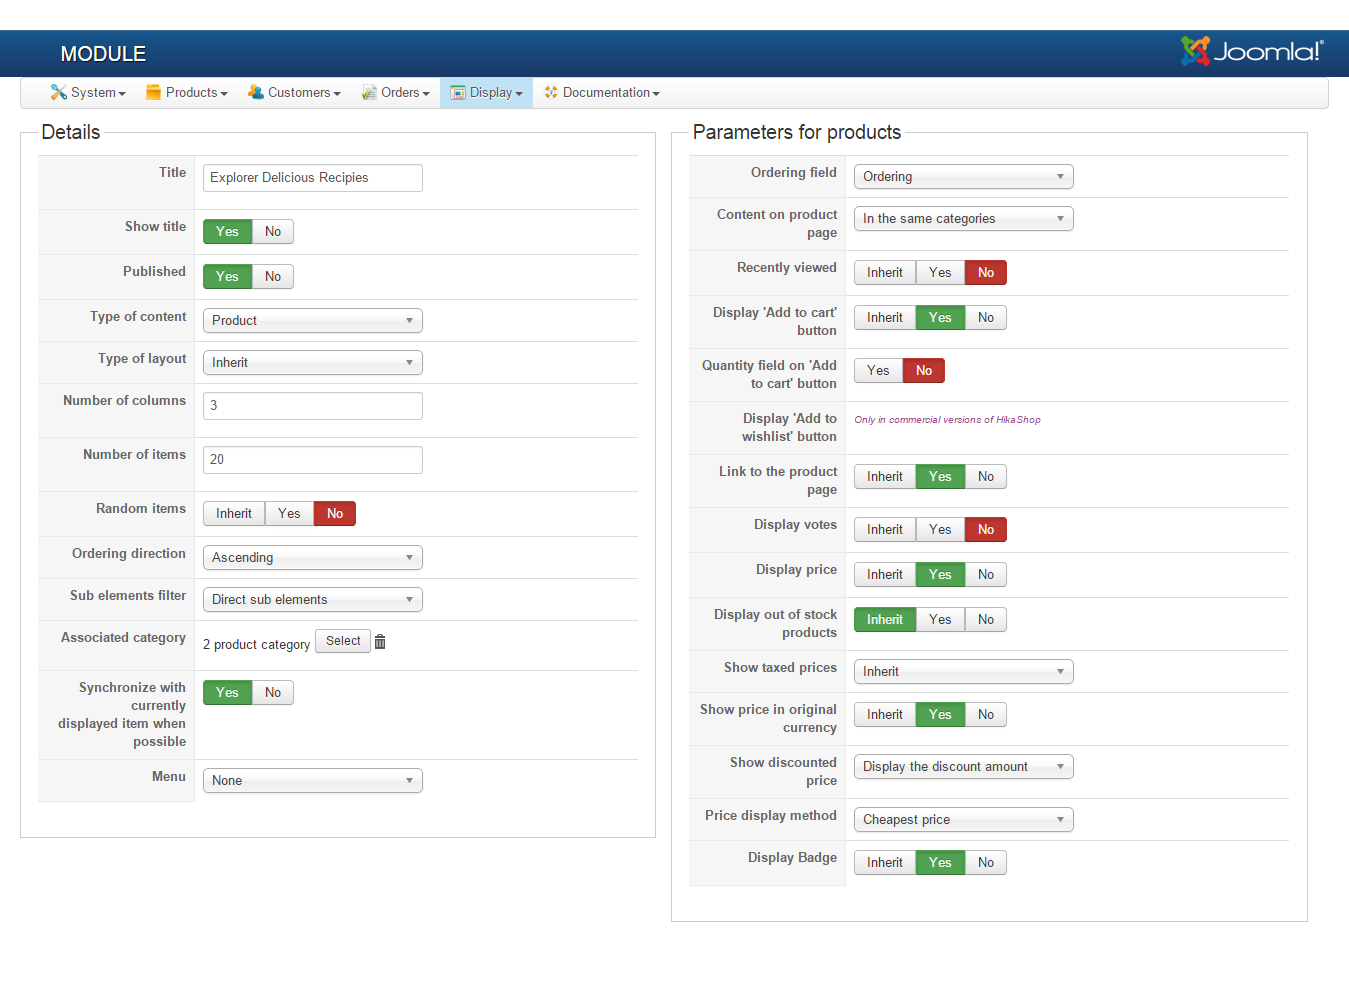 MODULE
Joomla!®
System
Products
Customers
Orders
Display
Documentation
Details
Title
Explorer Delicious Recipies
Show title
Yes No
Published
Yes No
Type of content
Product
Type of layout
Inherit
Number of columns
3
Number of items
20
Random items
Inherit Yes No
Ordering direction
Ascending
Sub elements filter
Direct sub elements
Associated category
2 product category Select
Synchronize with
currently
displayed item when
possible
Yes No
Menu
None
Parameters for products
Ordering field
Ordering
Content on product
page
In the same categories
Recently viewed
Inherit Yes No
Display 'Add to cart'
button
Inherit Yes No
Quantity field on 'Add
to cart' button
Yes No
Display 'Add to
wishlist' button
Only in commercial versions of HikaShop
Link to the product
page
Inherit Yes No
Display votes
Inherit Yes No
Display price
Inherit Yes No
Display out of stock
products
Inherit Yes No
Show taxed prices
Inherit
Show price in original
currency
Inherit Yes No
Show discounted
price
Display the discount amount
Price display method
Cheapest price
Display Badge
Inherit Yes No